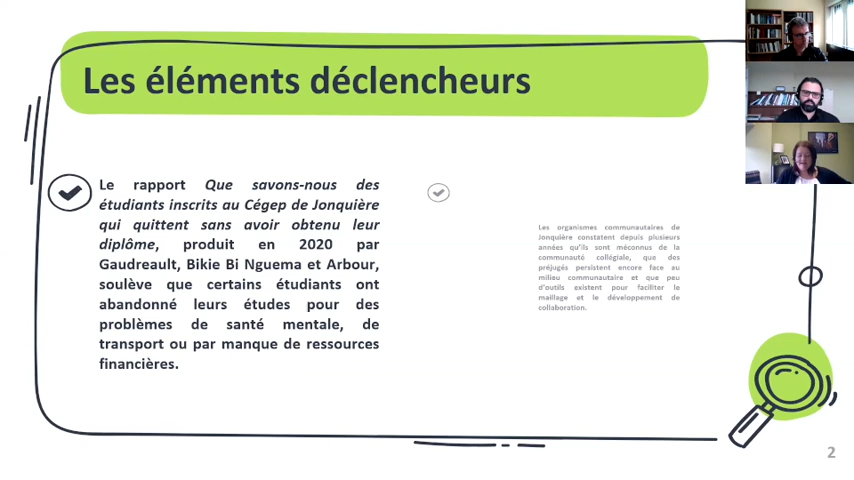 Les éléments déclencheurs
Le rapport Que savons-nous des
étudiants inscrits au Cégep de Jonquière
qui quittent sans avoir obtenu leur
diplôme, produit en 2020 par
Gaudreault, Bikie Bi Nguema et Arbour,
soulève que certains étudiants ont
abandonné leurs études pour des
problèmes de santé mentale, de
transport ou par manque de ressources
financières.
Les organismes communautaires de
Jonquière constatent depuis plusieurs
années qu'ils sont méconnus de la
communauté collégiale, que des
préjugés persistent encore face au
milieu communautaire et que peu
d'outils existent pour faciliter le
maillage et le développement de
collaboration.
2